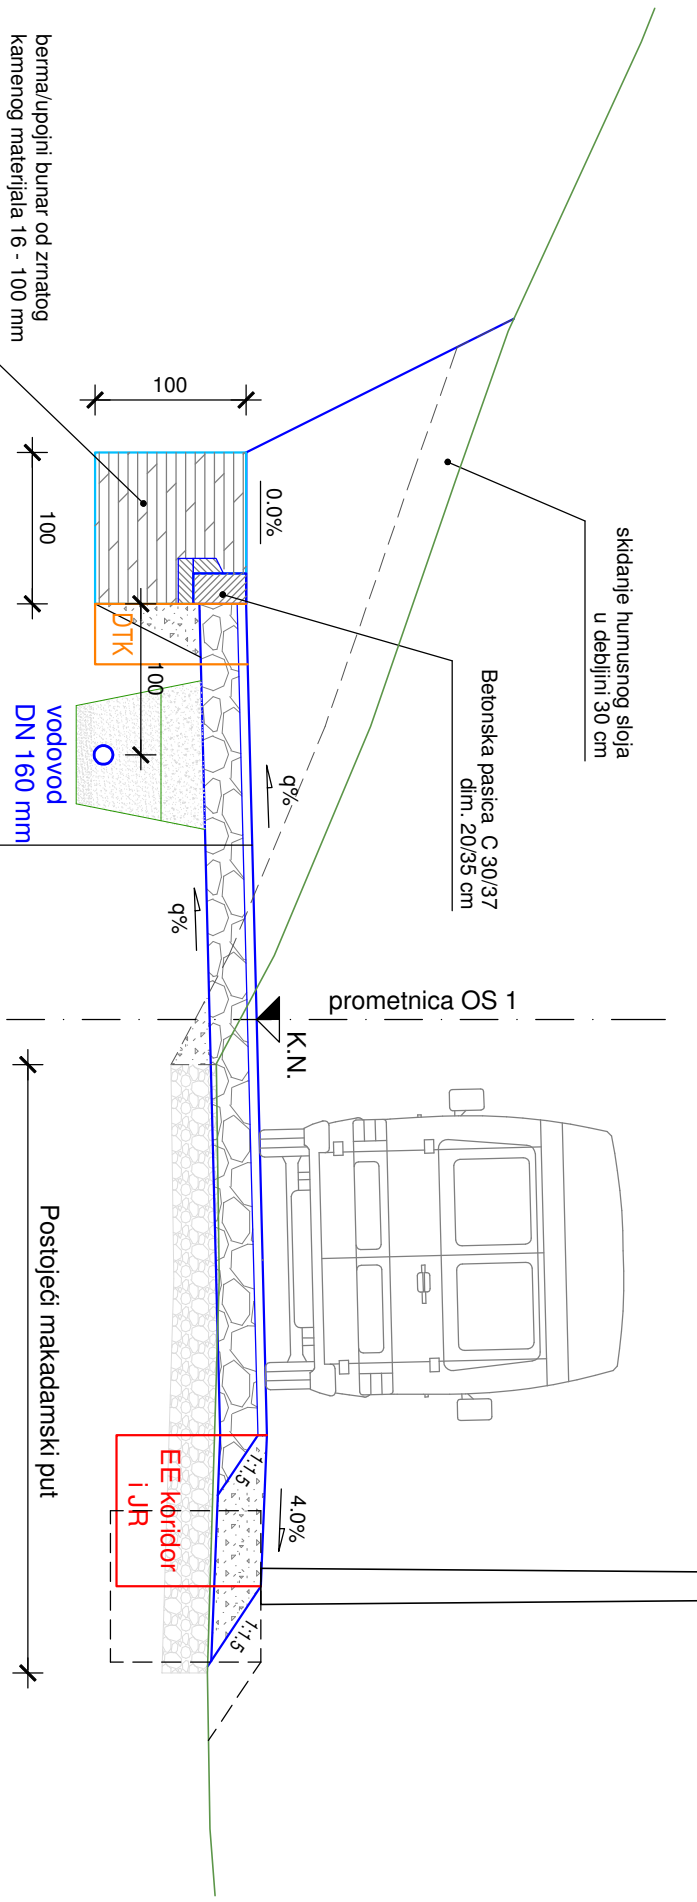 berma/upojni bunar od zrnatog
kamenog materijala 16 - 100 mm
100
100
0.0%
skidanje humusnog sloja
u debljini 30 cm
Betonska pasica C 30/37
dim. 20/35 cm
DTK
100
vodovod
DN 160 mm
q%
q%
prometnica OS 1
K.N.
Postojeći makadamski put
EE koridor
i JR
1:1.5
4.0%
1:1.5